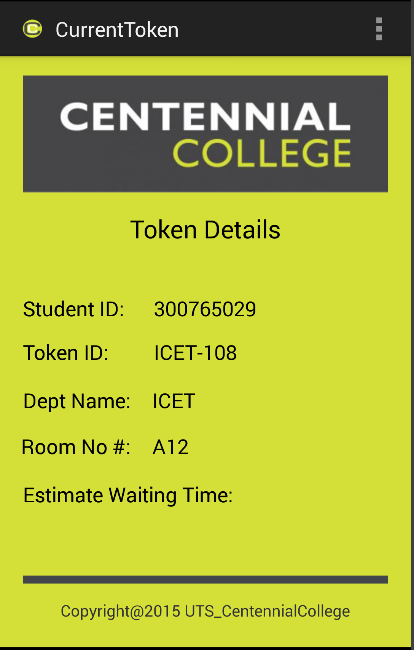 CurrentToken
CENTENNIAL
COLLEGE
Token Details
Student ID: 300765029
Token ID: ICET-108
Dept Name: ICET
Room No #: A12
Estimate Waiting Time:
Copyright@2015 UTS_CentennialCollege